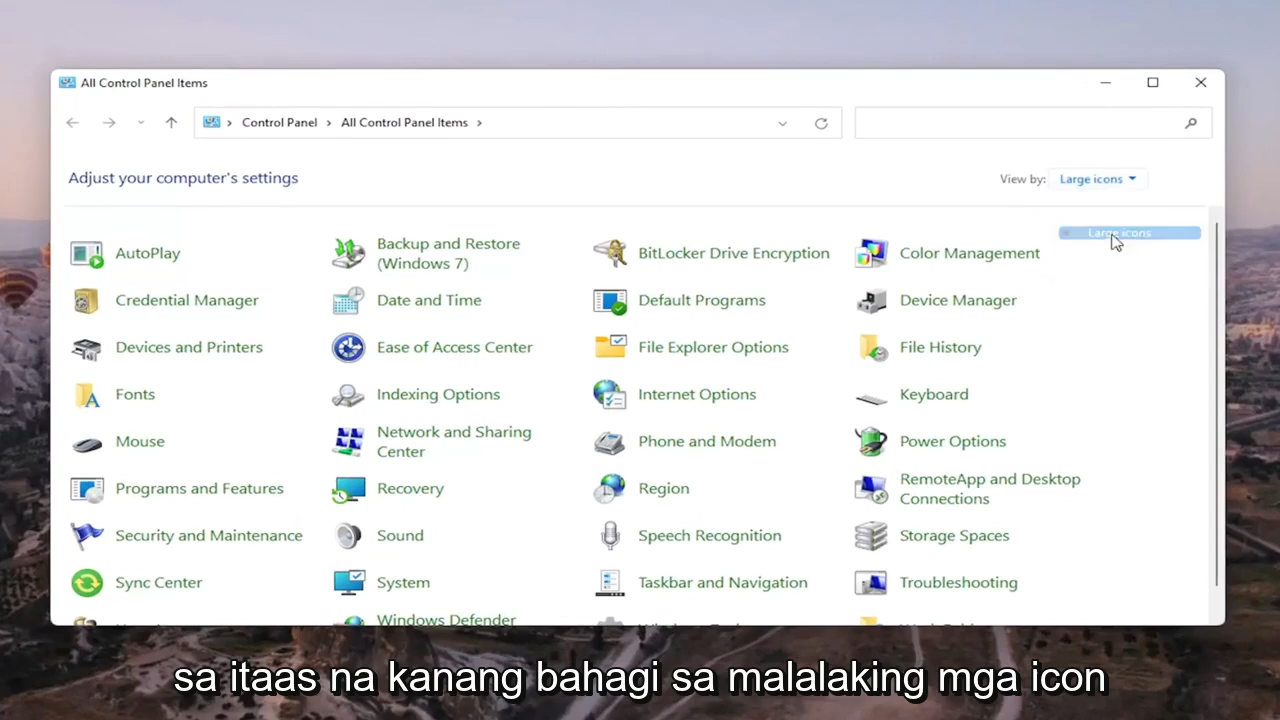 All Control Panel Items
Control Panel > All Control Panel Items >
Adjust your computer's settings
View by: Large icons
Large icons
AutoPlay
Backup and Restore
(Windows 7)
BitLocker Drive Encryption
Color Management
Credential Manager
Date and Time
Default Programs
Device Manager
Devices and Printers
Ease of Access Center
File Explorer Options
File History
Fonts
Indexing Options
Internet Options
Keyboard
Mouse
Network and Sharing
Center
Phone and Modem
Power Options
Programs and Features
Recovery
Region
RemoteApp and Desktop
Connections
Security and Maintenance
Sound
Speech Recognition
Storage Spaces
Sync Center
System
Taskbar and Navigation
Troubleshooting
Windows Defender
sa itaas na kanang bahagi sa malalaking mga icon